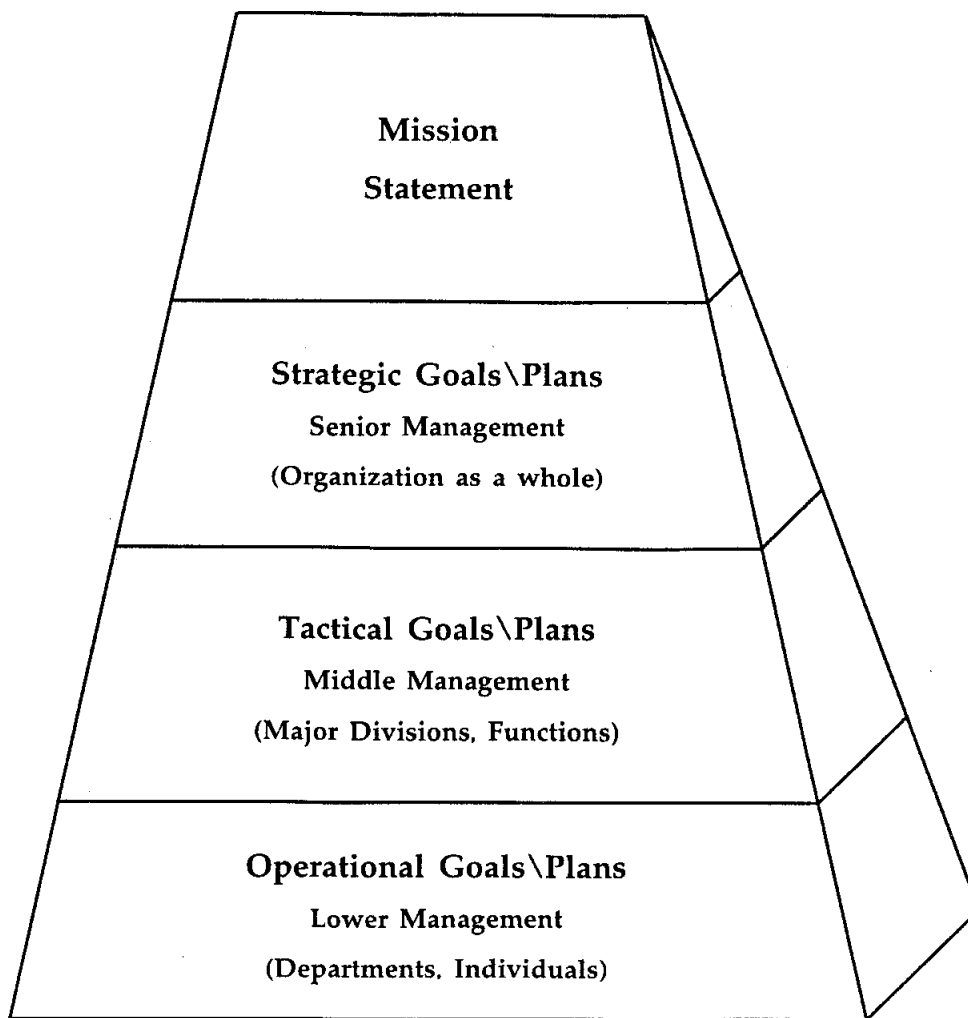 Mission
Statement
Strategic Goals\Plans
Senior Management
(Organization as a whole)
Tactical Goals\Plans
Middle Management
(Major Divisions, Functions)
Operational Goals\Plans
Lower Management
(Departments, Individuals)